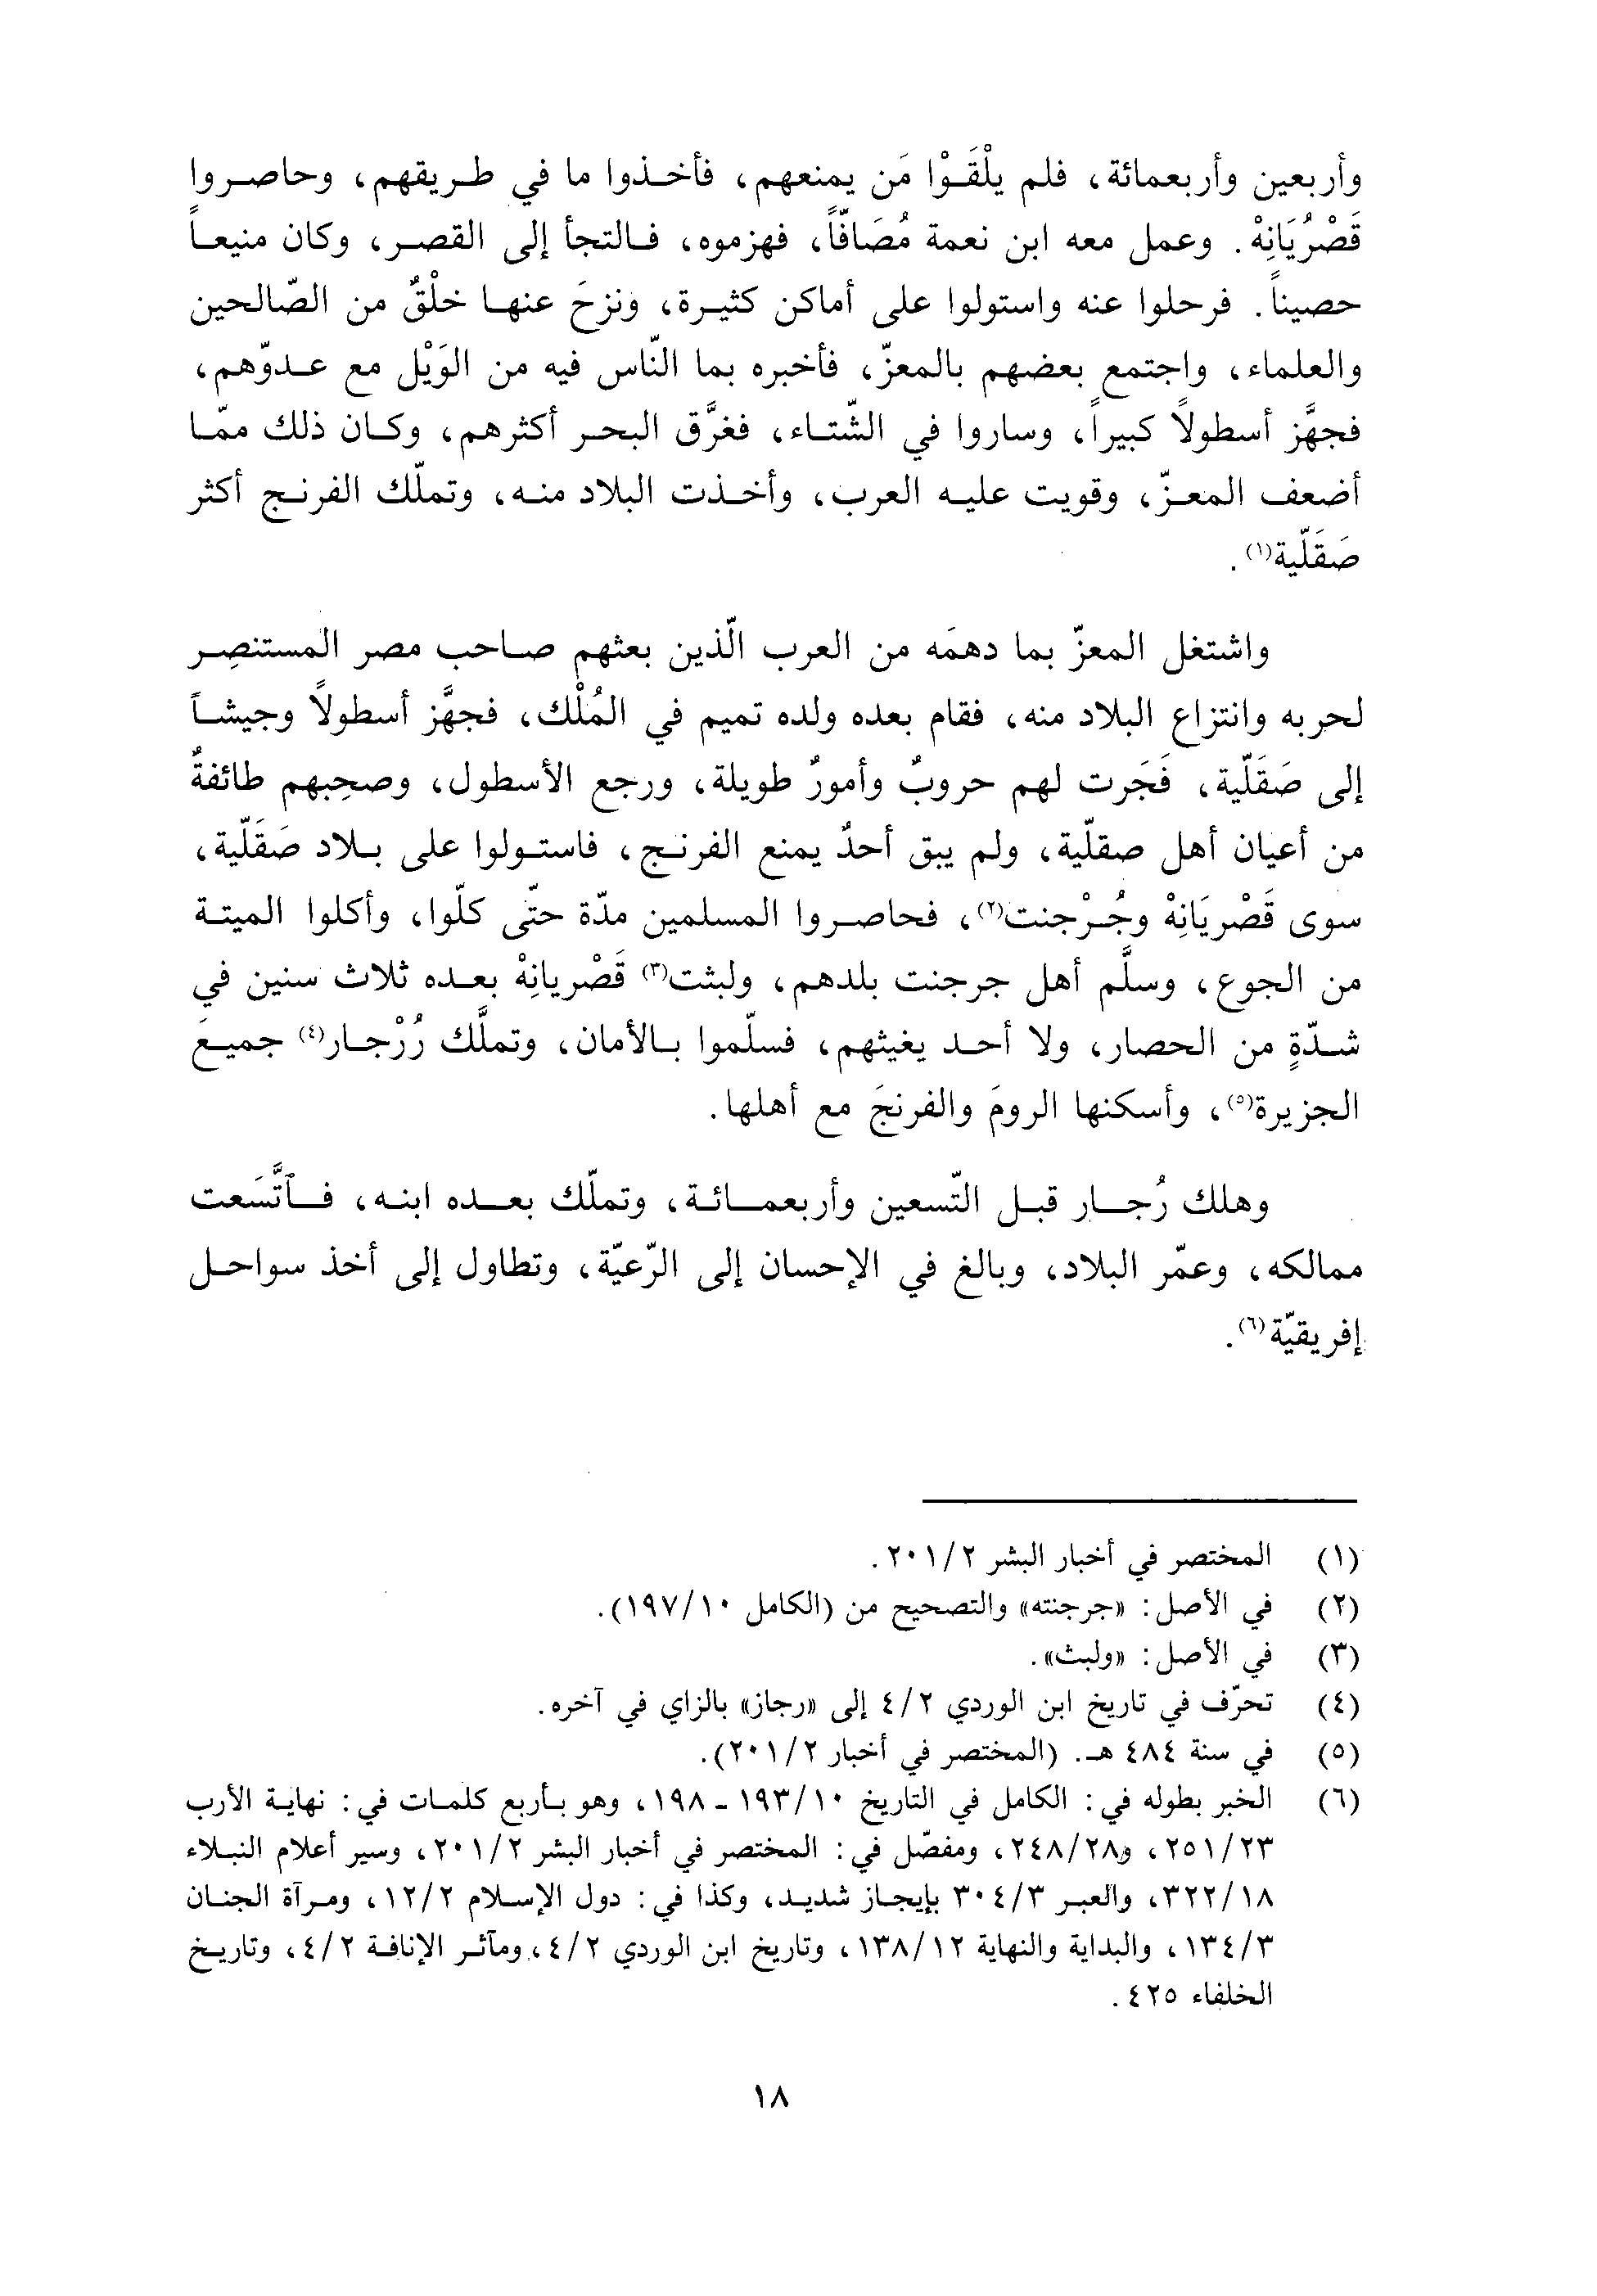 وأربعين وأربعمائة، فلم يلْقَوْا مَن يمنعهم، فأخذوا ما في طريقهم، وحاصروا
قَصْرُيَانِهْ. وعمل معه ابن نعمة مُصَافّاً، فهزموه، فالتجأ إلى القصر، وكان منيعاً
حصيناً. فرحلوا عنه واستولوا على أماكن كثيرة، ونزحَ عنها خلْقٌ من الصّالحين
والعلماء، واجتمع بعضهم بالمعزّ، فأخبره بما النّاس فيه من الوَيْل مع عدوّهم،
فجهَّز أسطولاً كبيراً، وساروا في الشّتاء، فغرَّق البحر أكثرهم، وكان ذلك ممّا
أضعف المعزّ، وقويت عليه العرب، وأخذت البلاد منه، وتملّك الفرنج أكثر
صَقَلّية(١).
واشتغل المعزّ بما دهمَه من العرب الّذين بعثهم صاحب مصر المستنصِر
لحربه وانتزاع البلاد منه، فقام بعده ولده تميم في المُلْك، فجهَّز أسطولاً وجيشاً
إلى صَقَلّية، فَجَرت لهم حروبٌ وأمورٌ طويلة، ورجع الأسطول، وصحِبهم طائفةٌ
من أعيان أهل صقلّية، ولم يبق أحدٌ يمنع الفرنج، فاستولوا على بلاد صَقَلّية،
سوى قَصْريَانِهْ وجُرْجنت(٢)، فحاصروا المسلمين مدّة حتّى كلّوا، وأكلوا الميتة
من الجوع، وسلَّم أهل جرجنت بلدهم، ولبثت(٣) قَصْريانِهْ بعده ثلاث سنين في
شدّةٍ من الحصار، ولا أحد يغيثهم، فسلّموا بالأمان، وتملَّك رُرْجار(٤) جميعَ
الجزيرة(٥)، وأسكنها الرومَ والفرنجَ مع أهلها.
وهلك رُجار قبل التّسعين وأربعمائة، وتملّك بعده ابنه، فٱتَّسَعت
ممالكه، وعمّر البلاد، وبالغ في الإحسان إلى الرّعيّة، وتطاول إلى أخذ سواحل
إفريقيّة(٦).
(١) المختصر في أخبار البشر ٢/٢٠١.
(٢) في الأصل: «جرجنته» والتصحيح من (الكامل ١٠/١٩٧).
(٣) في الأصل: «ولبث».
(٤) تحرّف في تاريخ ابن الوردي ٢/٤ إلى «رجاز» بالزاي في آخره.
(٥) في سنة ٤٨٤ هـ. (المختصر في أخبار ٢/٢٠١).
(٦) الخبر بطوله في: الكامل في التاريخ ١٠/١٩٣ - ١٩٨، وهو بأربع كلمات في: نهاية الأرب
٢٣/٢٥١، و٢٨/٢٤٨، ومفصّل في: المختصر في أخبار البشر ٢/٢٠١، وسير أعلام النبلاء
١٨/٣٢٢، والعبر ٣/٣٠٤ بإيجاز شديد، وكذا في: دول الإسلام ٢/١٢، ومرآة الجنان
٣/١٣٤، والبداية والنهاية ١٢/١٣٨، وتاريخ ابن الوردي ٢/٤، ومآثر الإنافة ٢/٤، وتاريخ
الخلفاء ٤٢٥.
١٨